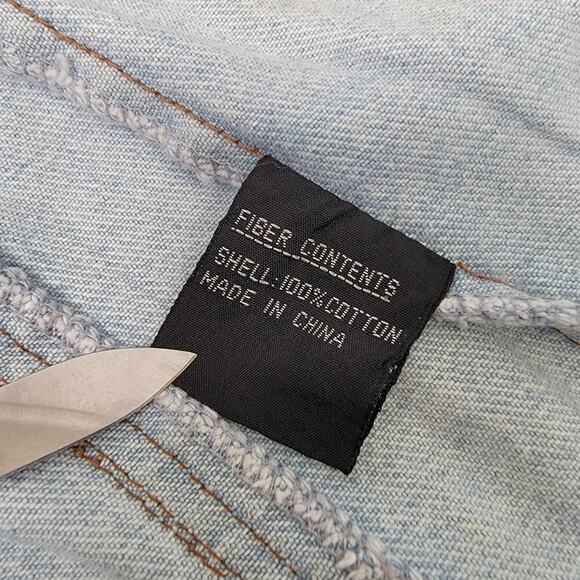 FIBER CONTENTS
SHELL:100%COTTON
MADE IN CHINA